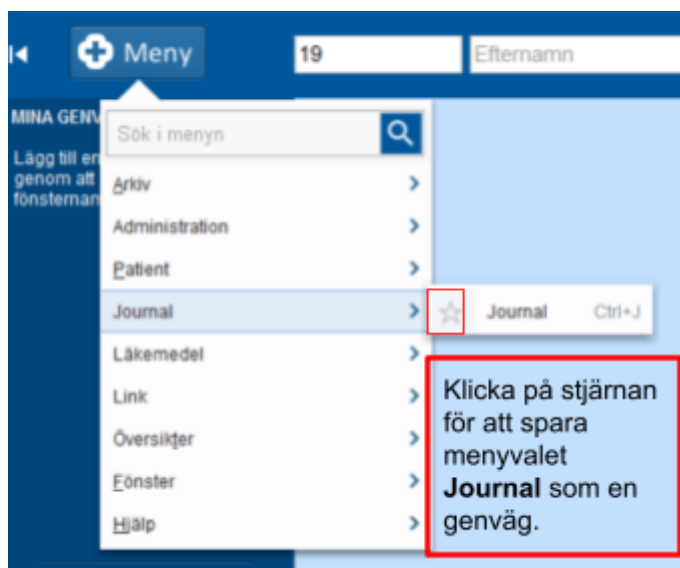 Meny
19
Efternamn
MINA GENV
Lägg till en
genom att
fönsternan
Sök i menyn
Arkiv
Administration
Patient
Journal
Journal Ctrl+J
Läkemedel
Link
Översikter
Fönster
Hjälp
Klicka på stjärnan
för att spara
menyvalet
Journal som en
genväg.